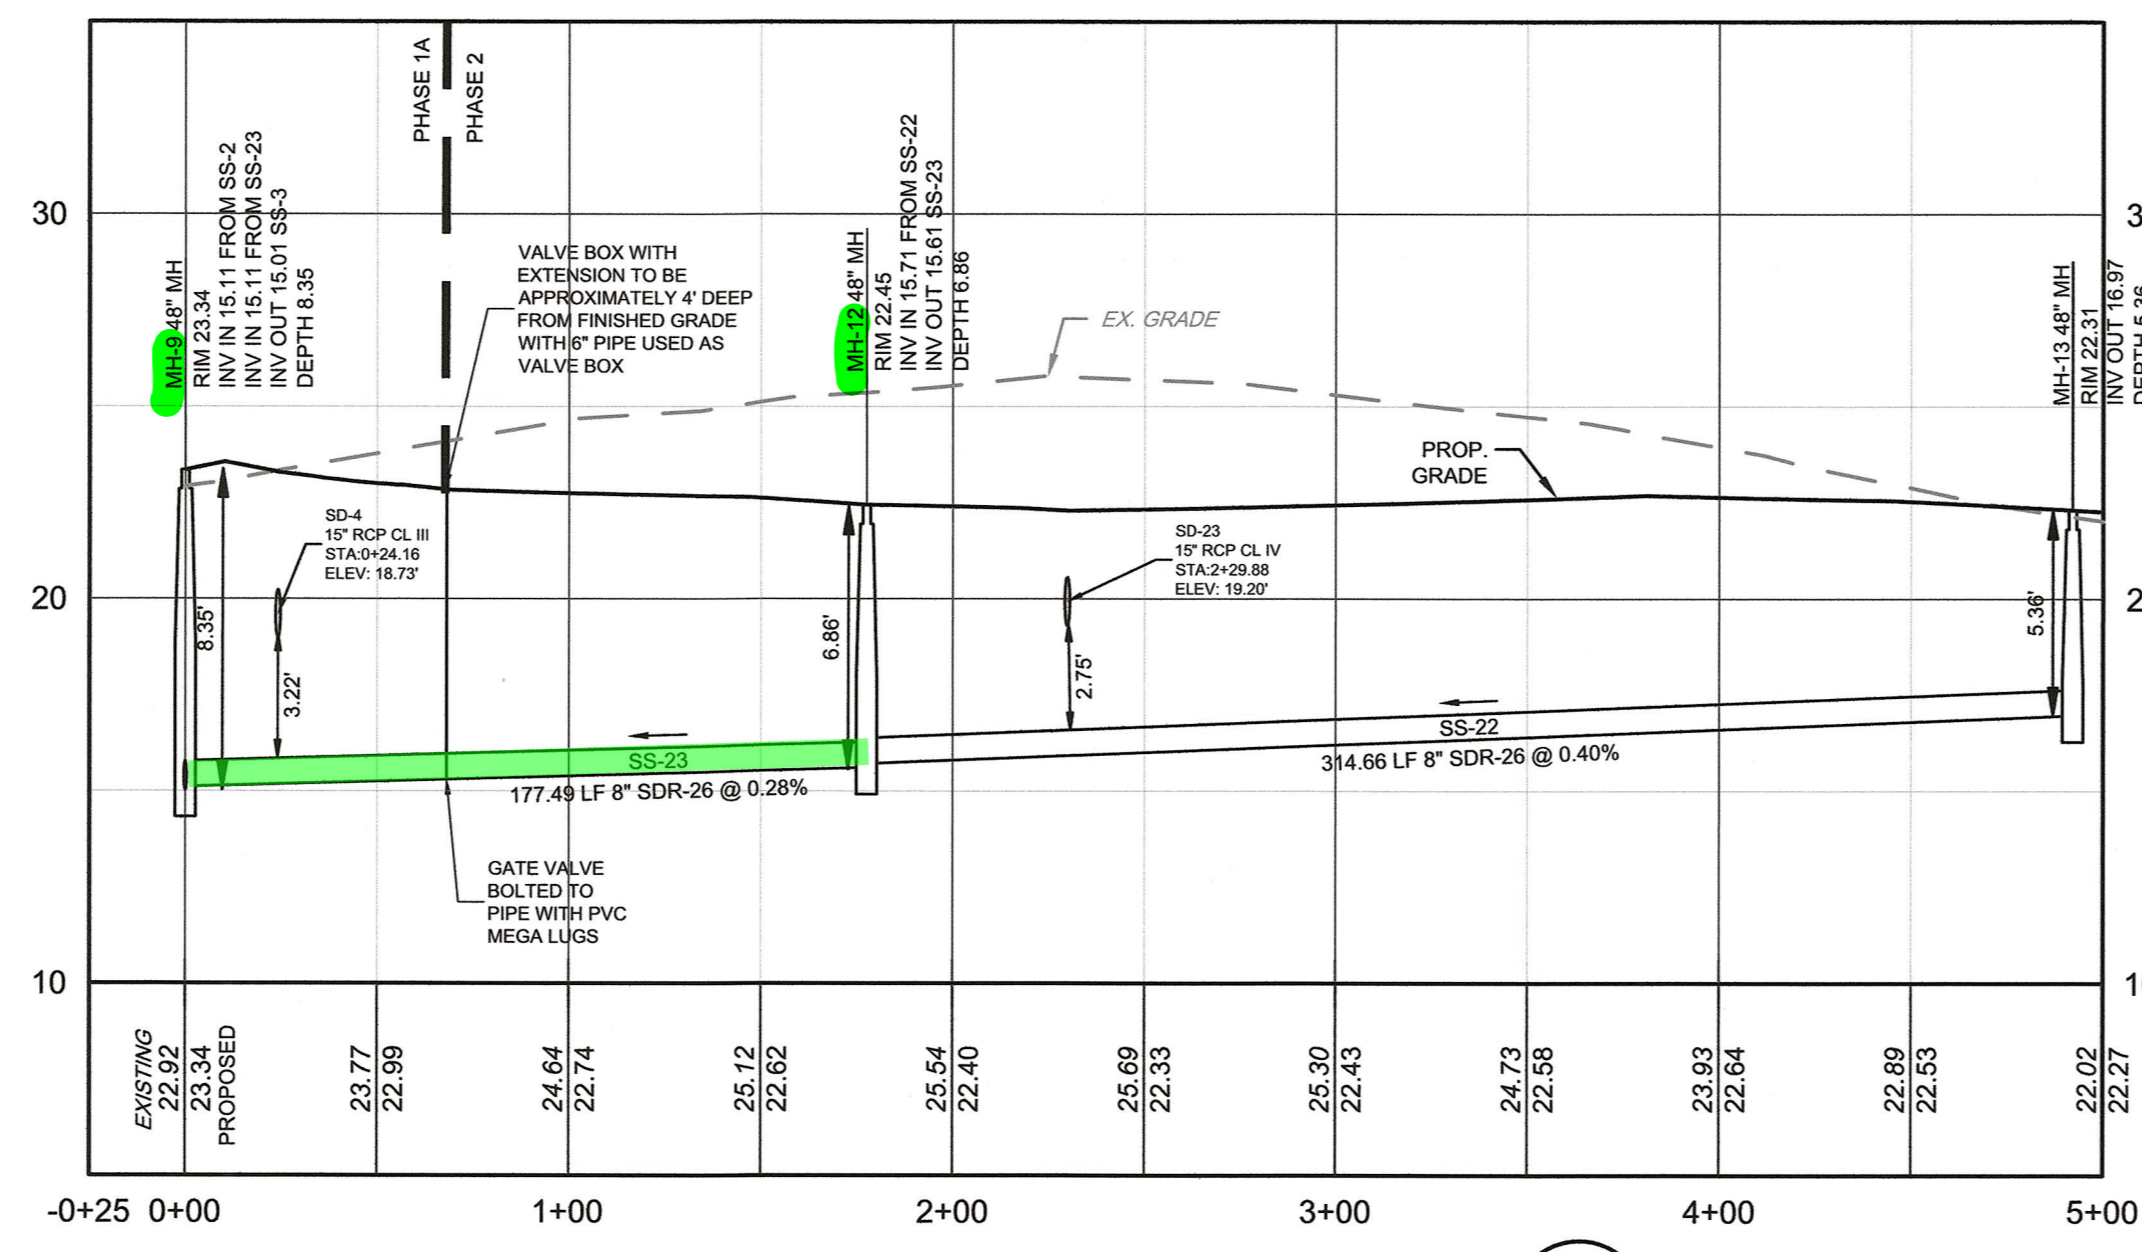 PHASE 1A
PHASE 2
MH-9 48" MH
RIM 23.34
INV IN 15.11 FROM SS-2
INV IN 15.11 FROM SS-23
INV OUT 15.01 SS-3
DEPTH 8.35
VALVE BOX WITH
EXTENSION TO BE
APPROXIMATELY 4' DEEP
FROM FINISHED GRADE
WITH 6" PIPE USED AS
VALVE BOX
MH-12 48" MH
RIM 22.45
INV IN 15.71 FROM SS-22
INV OUT 15.61 SS-23
DEPTH 6.86
EX. GRADE
MH-13 48" MH
RIM 22.31
INV OUT 16.97
DEPTH 5.36
PROP.
GRADE
30
3
20
2
10
1
SD-4
15" RCP CL III
STA:0+24.16
ELEV: 18.73'
SD-23
15" RCP CL IV
STA:2+29.88
ELEV: 19.20'
8.35'
3.22'
6.86'
2.75'
5.36'
SS-23
177.49 LF 8" SDR-26 @ 0.28%
SS-22
314.66 LF 8" SDR-26 @ 0.40%
GATE VALVE
BOLTED TO
PIPE WITH PVC
MEGA LUGS
EXISTING
22.92
23.34
PROPOSED
23.77
22.99
24.64
22.74
25.12
22.62
25.54
22.40
25.69
22.33
25.30
22.43
24.73
22.58
23.93
22.64
22.89
22.53
22.02
22.27
-0+25
0+00
1+00
2+00
3+00
4+00
5+00